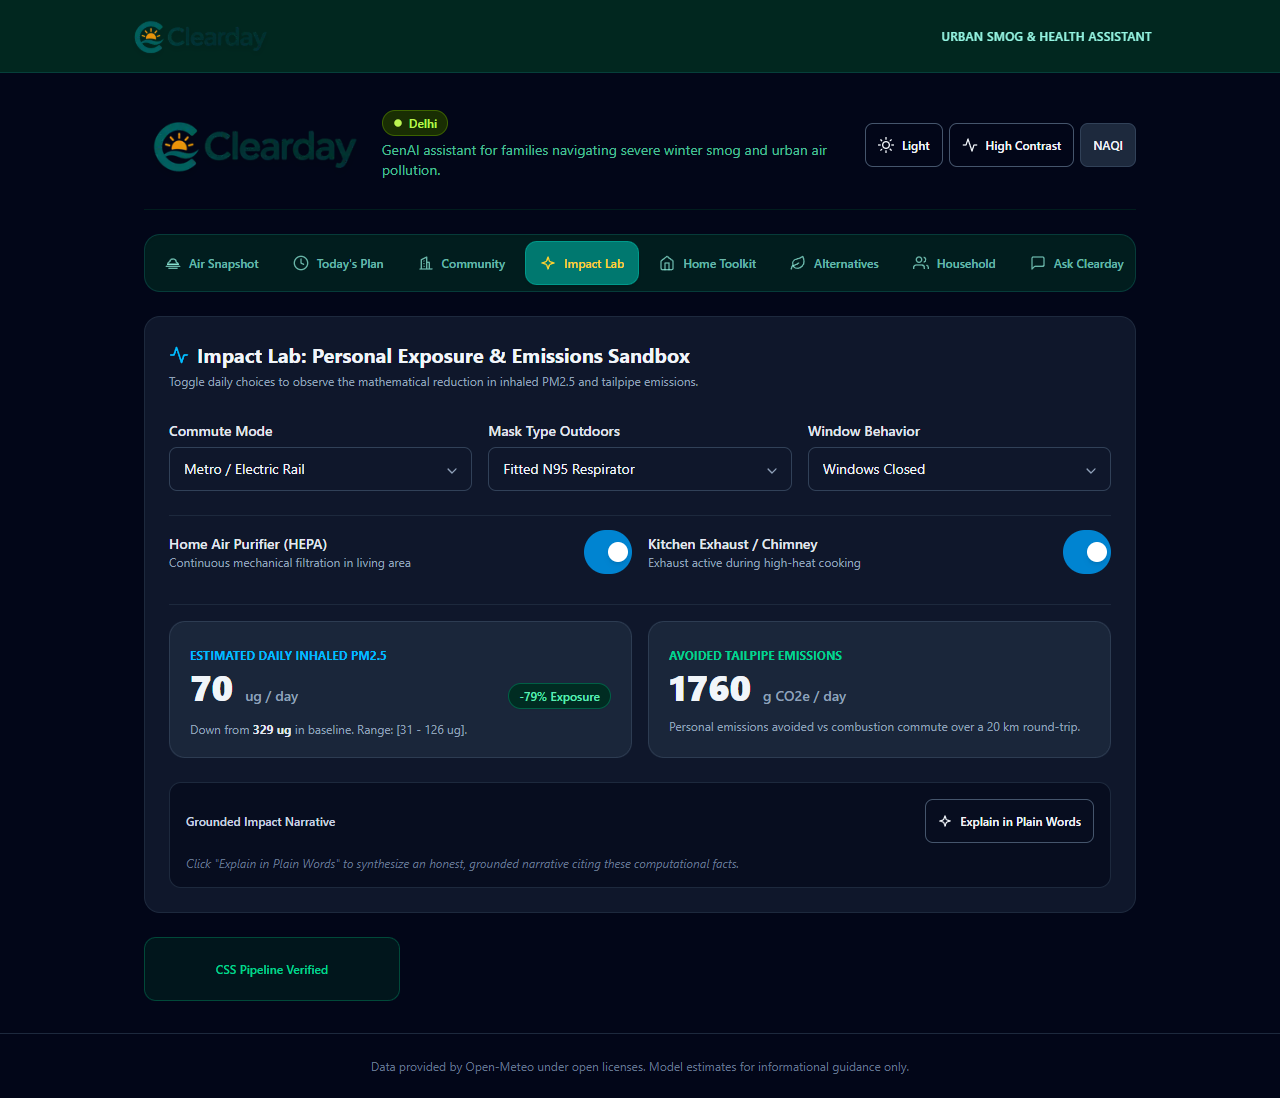 Clearday
URBAN SMOG & HEALTH ASSISTANT
Clearday
Delhi
GenAI assistant for families navigating severe winter smog and urban air
pollution.
Light
High Contrast
NAQI
Air Snapshot
Today's Plan
Community
Impact Lab
Home Toolkit
Alternatives
Household
Ask Clearday
Impact Lab: Personal Exposure & Emissions Sandbox
Toggle daily choices to observe the mathematical reduction in inhaled PM2.5 and tailpipe emissions.
Commute Mode
Mask Type Outdoors
Window Behavior
Metro / Electric Rail
Fitted N95 Respirator
Windows Closed
Home Air Purifier (HEPA)
Continuous mechanical filtration in living area
Kitchen Exhaust / Chimney
Exhaust active during high-heat cooking
ESTIMATED DAILY INHALED PM2.5
70 ug / day
-79% Exposure
Down from 329 ug in baseline. Range: [31 - 126 ug].
AVOIDED TAILPIPE EMISSIONS
1760 g CO2e / day
Personal emissions avoided vs combustion commute over a 20 km round-trip.
Grounded Impact Narrative
Explain in Plain Words
Click "Explain in Plain Words" to synthesize an honest, grounded narrative citing these computational facts.
CSS Pipeline Verified
Data provided by Open-Meteo under open licenses. Model estimates for informational guidance only.